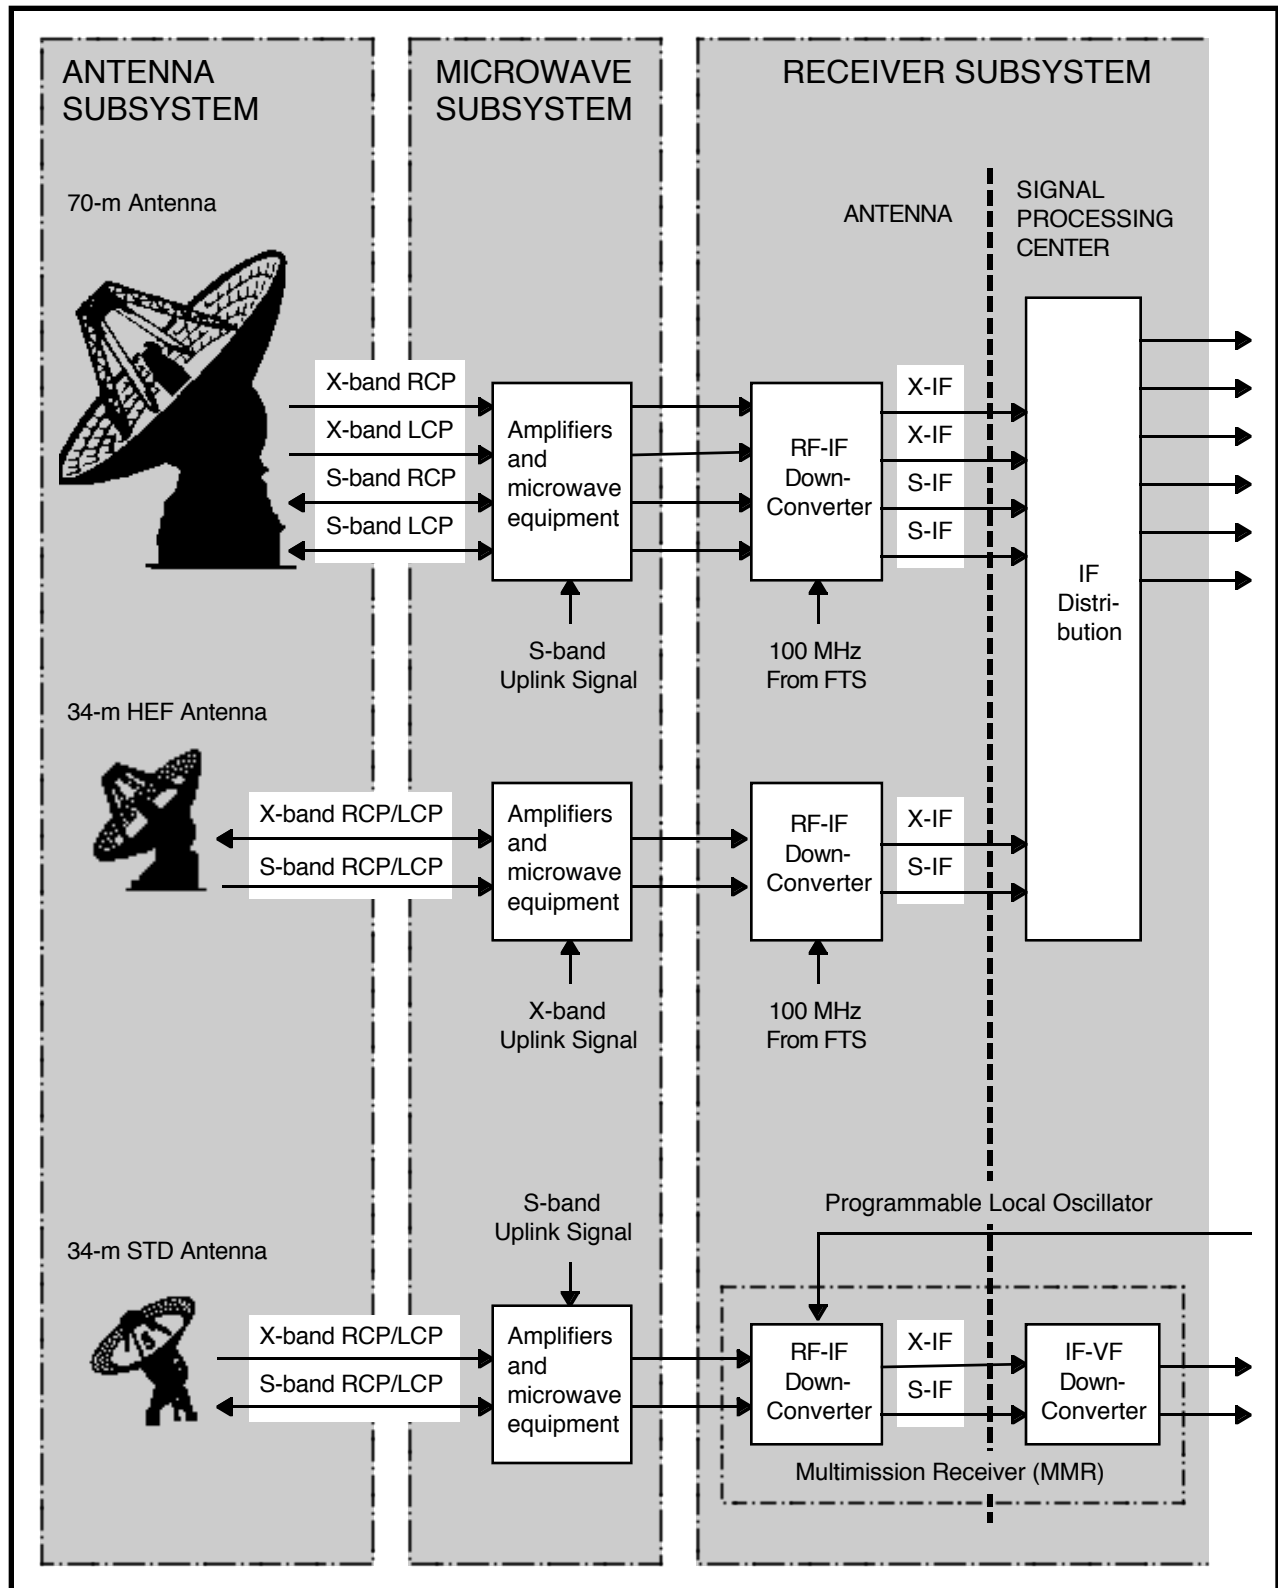 ANTENNA
SUBSYSTEM
MICROWAVE
SUBSYSTEM
RECEIVER SUBSYSTEM
70-m Antenna
ANTENNA
SIGNAL
PROCESSING
CENTER
X-band RCP
X-band LCP
S-band RCP
S-band LCP
Amplifiers
and
microwave
equipment
RF-IF
Down-
Converter
X-IF
X-IF
S-IF
S-IF
IF
Distri-
bution
S-band
Uplink Signal
100 MHz
From FTS
34-m HEF Antenna
X-band RCP/LCP
S-band RCP/LCP
Amplifiers
and
microwave
equipment
RF-IF
Down-
Converter
X-IF
S-IF
X-band
Uplink Signal
100 MHz
From FTS
S-band
Uplink Signal
Programmable Local Oscillator
34-m STD Antenna
X-band RCP/LCP
S-band RCP/LCP
Amplifiers
and
microwave
equipment
RF-IF
Down-
Converter
X-IF
S-IF
IF-VF
Down-
Converter
Multimission Receiver (MMR)